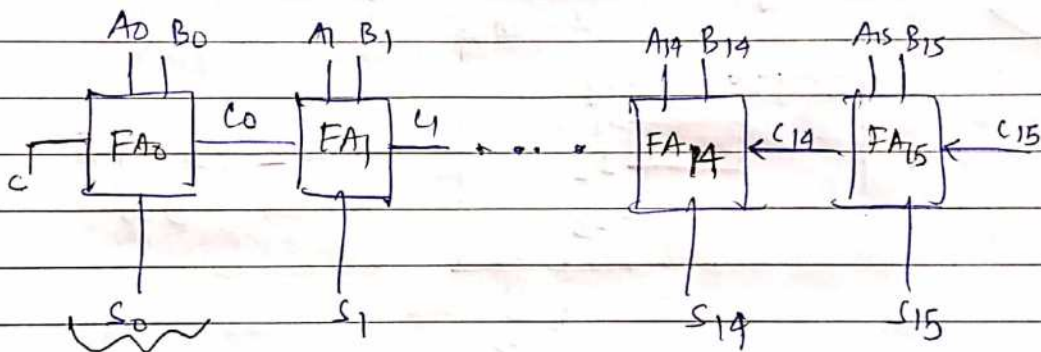 A0 B0 A1 B1 A14 B14 A15 B15
C FA0 C0 FA1 C1 .... FA14 C14 FA15 C15
S0 S1 S14 S15